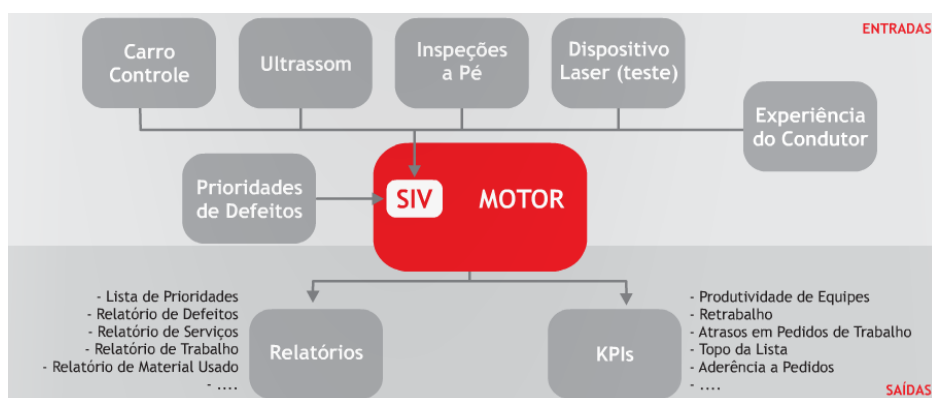 ENTRADAS
Carro
Controle
Ultrassom
Inspeções
a Pé
Dispositivo
Laser (teste)
Experiência
do Condutor
Prioridades
de Defeitos
SIV
MOTOR
- Lista de Prioridades
- Relatório de Defeitos
- Relatório de Serviços
- Relatório de Trabalho
- Relatório de Material Usado
- ....
Relatórios
KPIs
- Produtividade de Equipes
- Retrabalho
- Atrasos em Pedidos de Trabalho
- Topo da Lista
- Aderência a Pedidos
- ....
SAÍDAS